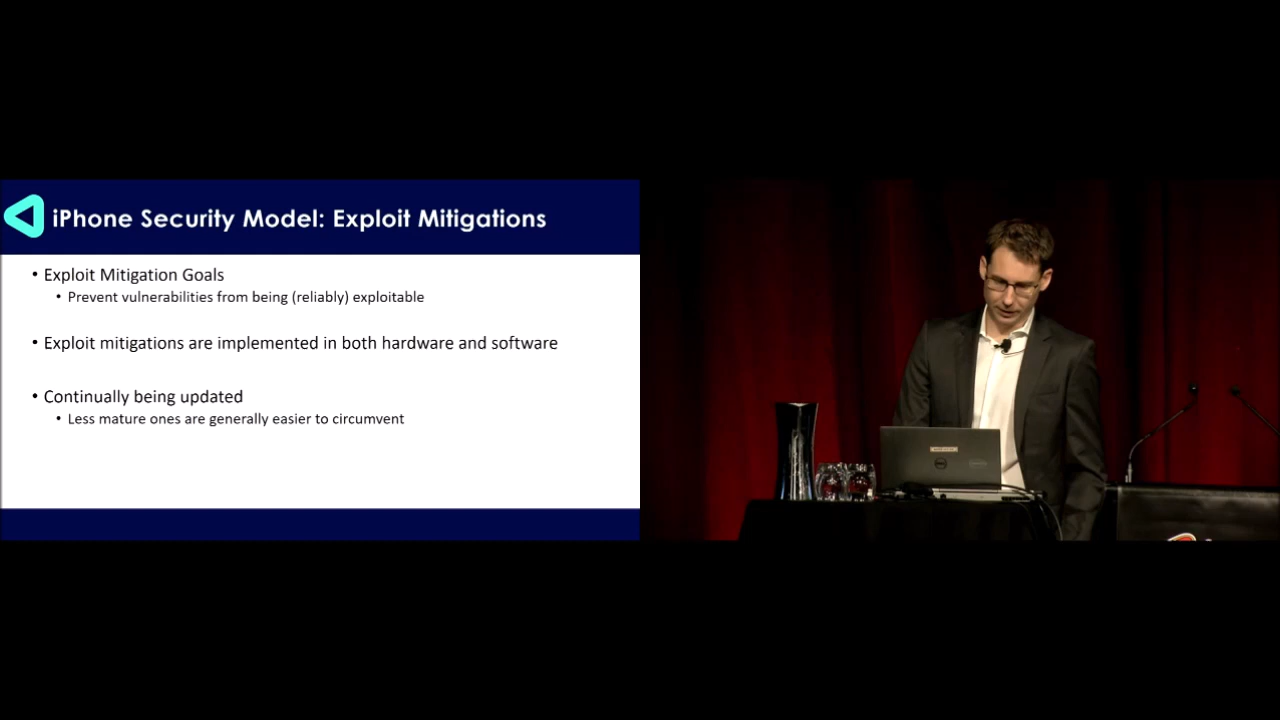 iPhone Security Model: Exploit Mitigations
• Exploit Mitigation Goals
• Prevent vulnerabilities from being (reliably) exploitable
• Exploit mitigations are implemented in both hardware and software
• Continually being updated
• Less mature ones are generally easier to circumvent